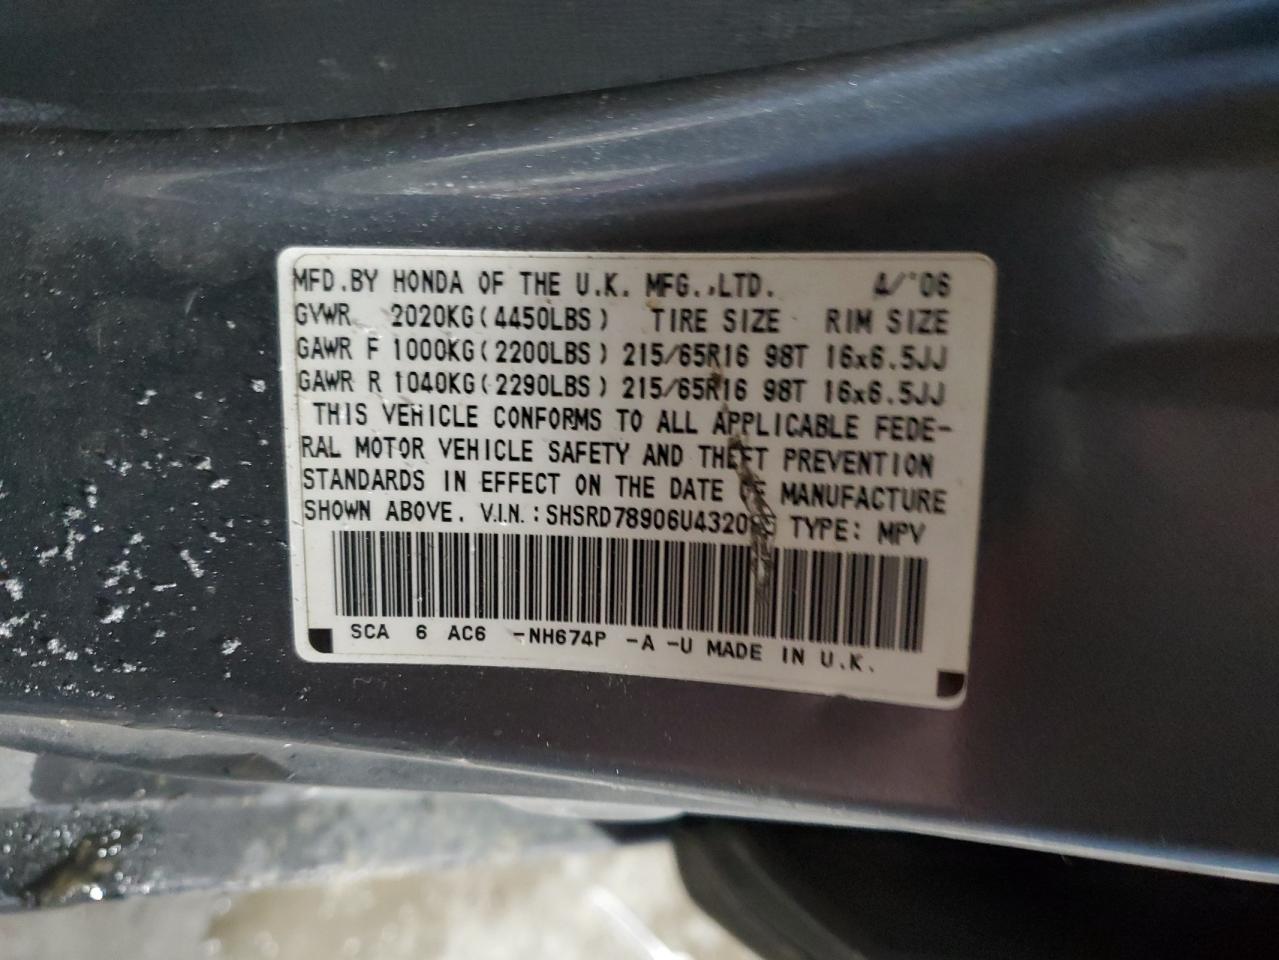 MFD.BY HONDA OF THE U.K. MFG.,LTD. 4/'06
GVWR 2020KG(4450LBS) TIRE SIZE RIM SIZE
GAWR F 1000KG(2200LBS) 215/65R16 98T 16x6.5JJ
GAWR R 1040KG(2290LBS) 215/65R16 98T 16x6.5JJ
THIS VEHICLE CONFORMS TO ALL APPLICABLE FEDE-
RAL MOTOR VEHICLE SAFETY AND THEFT PREVENTION
STANDARDS IN EFFECT ON THE DATE OF MANUFACTURE
SHOWN ABOVE. V.I.N.: TYPE: MPV
SCA 6 AC6 -NH674P -A -U MADE IN U.K.